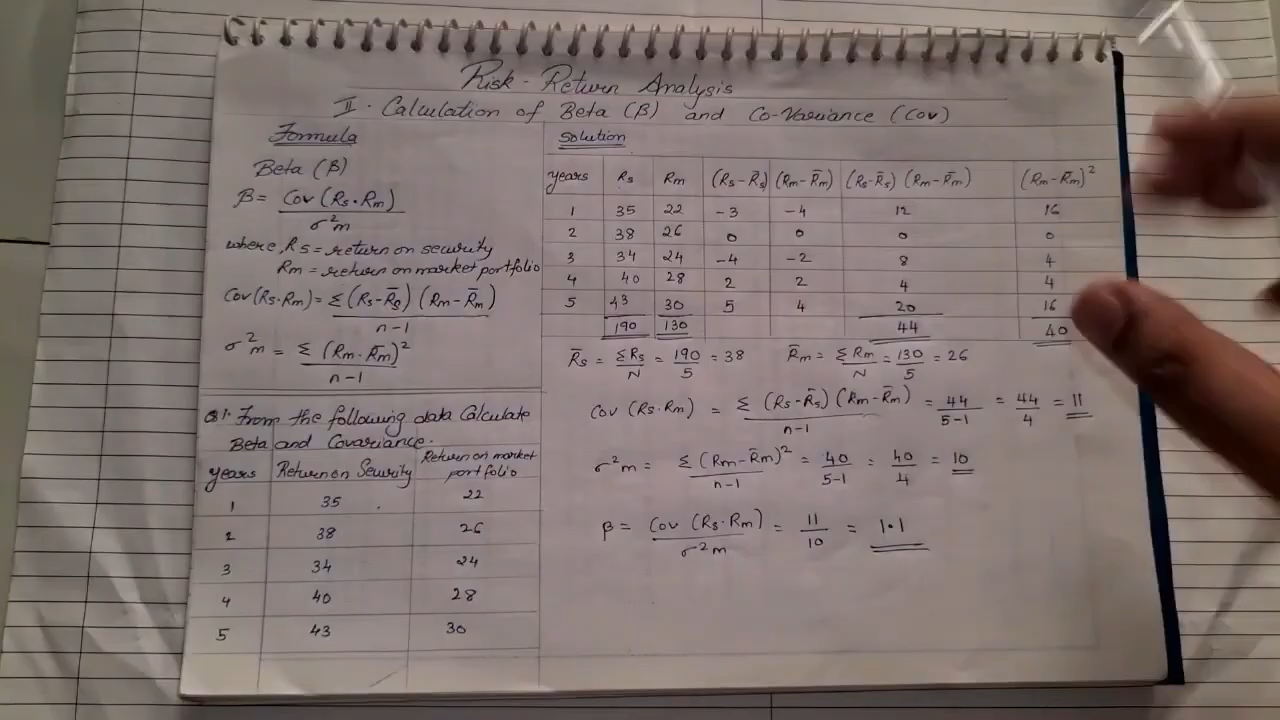 Risk - Return Analysis
II. Calculation of Beta (β) and Co-Variance (Cov)
Formula
Beta (β)
β = Cov (Rs·Rm)
σ²m
where, Rs = return on security
Rm = return on market portfolio
Cov(Rs·Rm) = Σ(Rs-R̄s) (Rm-R̄m)
n-1
σ²m = Σ (Rm-R̄m)²
n-1
Q1. From the following data Calculate
Beta and Covariance.
years Return on Security Return on market portfolio
1 35 22
2 38 26
3 34 24
4 40 28
5 43 30
Solution
years Rs Rm (Rs-R̄s) (Rm-R̄m) (Rs-R̄s) (Rm-R̄m) (Rm-R̄m)²
1 35 22 -3 -4 12 16
2 38 26 0 0 0 0
3 34 24 -4 -2 8 4
4 40 28 2 2 4 4
5 43 30 5 4 20 16
190 130 44 40
R̄s = ΣRs/N = 190/5 = 38 R̄m = ΣRm/N = 130/5 = 26
Cov (Rs·Rm) = Σ (Rs-R̄s) (Rm-R̄m)/n-1 = 44/5-1 = 44/4 = 11
σ²m = Σ (Rm-R̄m)²/n-1 = 40/5-1 = 40/4 = 10
β = Cov (Rs·Rm)/σ²m = 11/10 = 1.1